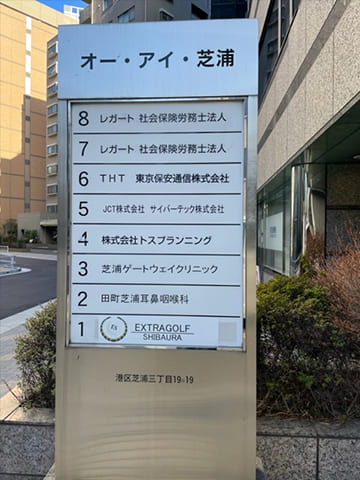 オー・アイ・芝浦
8 レガート 社会保険労務士法人
7 レガート 社会保険労務士法人
6 THT 東京保安通信株式会社
5 JCT株式会社 サイバーテック株式会社
4 株式会社トスプランニング
3 芝浦ゲートウェイクリニック
2 田町芝浦耳鼻咽喉科
1 EXTRAGOLF
SHIBAURA
港区芝浦三丁目19-19